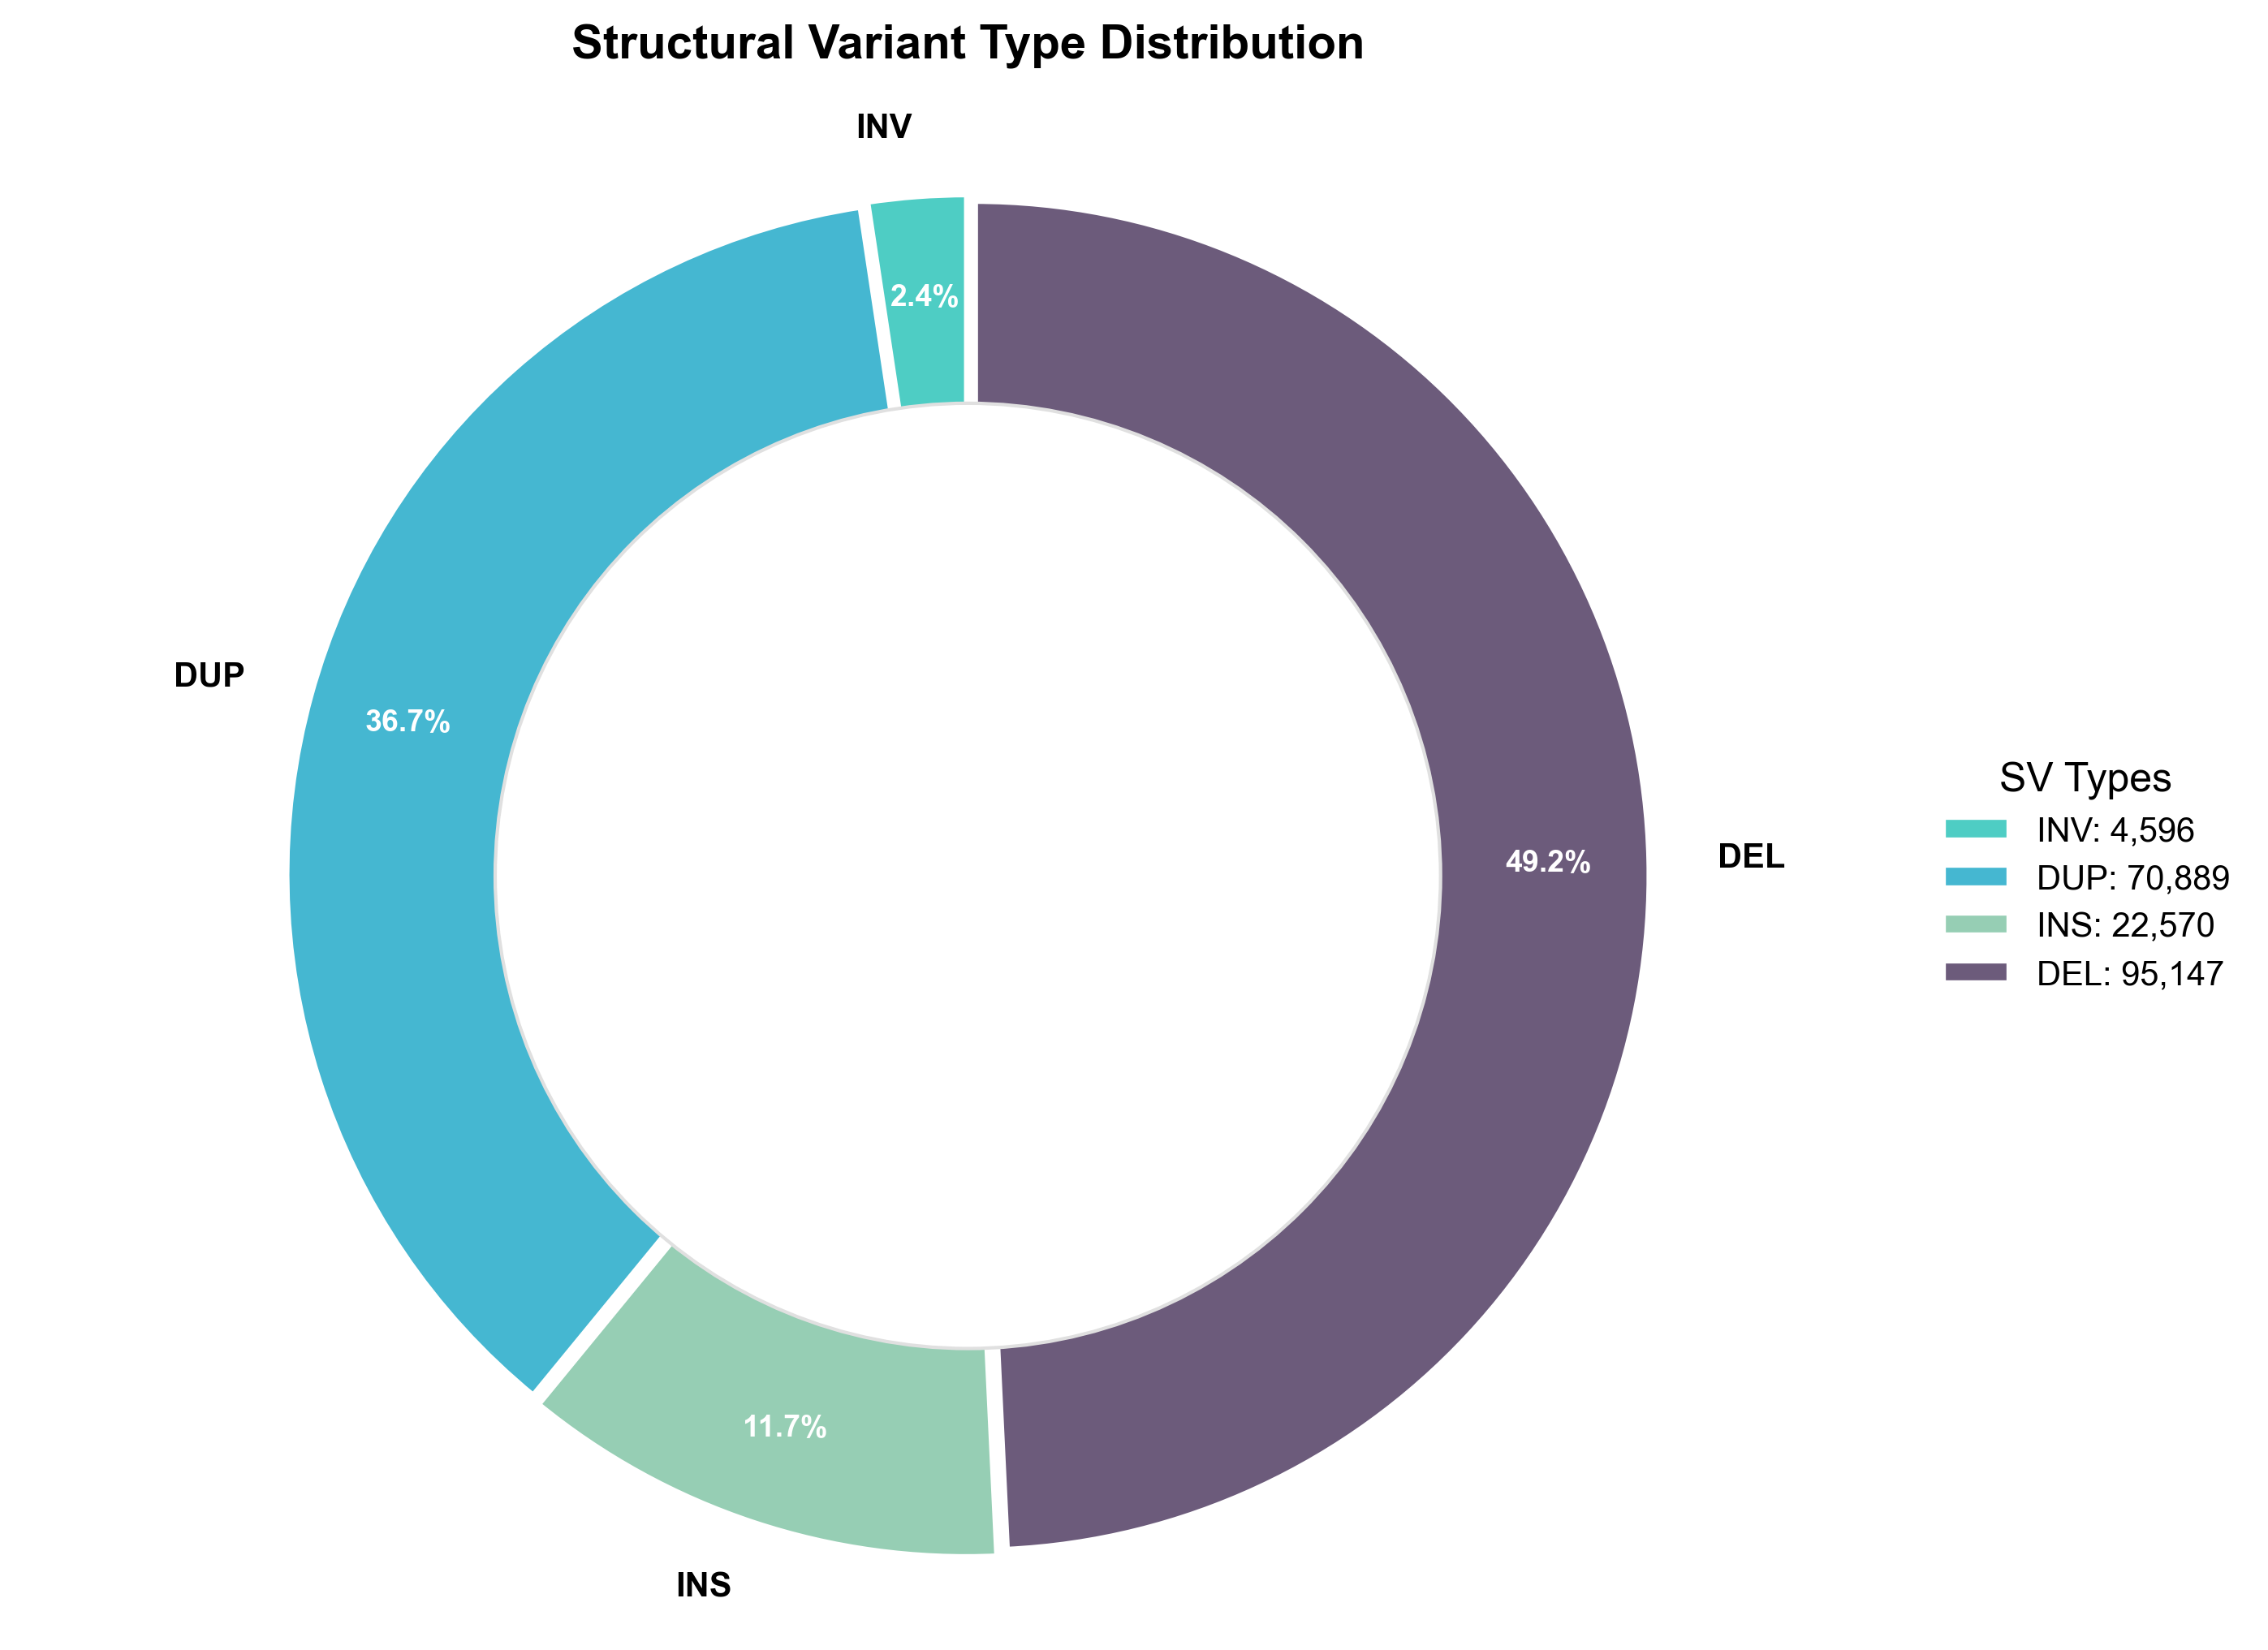 Structural Variant Type Distribution
INV
2.4%
DUP
36.7%
49.2%
DEL
11.7%
INS
SV Types
INV: 4,596
DUP: 70,889
INS: 22,570
DEL: 95,147